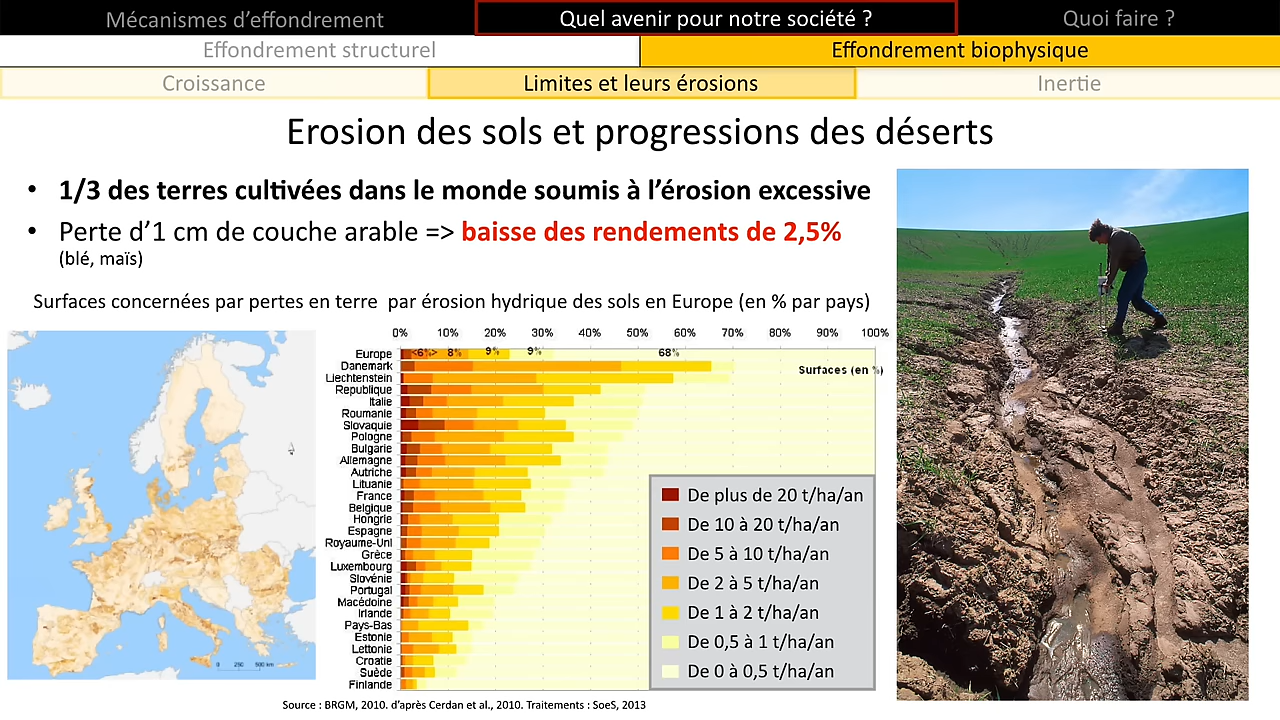 Mécanismes d’effondrement
Quel avenir pour notre société ?
Quoi faire ?
Effondrement structurel
Effondrement biophysique
Croissance
Limites et leurs érosions
Inertie
Erosion des sols et progressions des déserts
• 1/3 des terres cultivées dans le monde soumis à l’érosion excessive
• Perte d’1 cm de couche arable => baisse des rendements de 2,5%
(blé, maïs)
Surfaces concernées par pertes en terre par érosion hydrique des sols en Europe (en % par pays)
0% 10% 20% 30% 40% 50% 60% 70% 80% 90% 100%
Europe <6%> 8% 9% 9% 68%
Danemark
Surfaces (en %)
Liechtenstein
Republique
Italie
Roumanie
Slovaquie
Pologne
Bulgarie
Allemagne
Autriche
Lituanie
France
Belgique
Hongrie
Espagne
Royaume-Uni
Grèce
Luxembourg
Slovénie
Portugal
Macédoine
Irlande
Pays-Bas
Estonie
Lettonie
Croatie
Suède
Finlande
De plus de 20 t/ha/an
De 10 à 20 t/ha/an
De 5 à 10 t/ha/an
De 2 à 5 t/ha/an
De 1 à 2 t/ha/an
De 0,5 à 1 t/ha/an
De 0 à 0,5 t/ha/an
0 250 500 km
Source : BRGM, 2010. d’après Cerdan et al., 2010. Traitements : SoeS, 2013